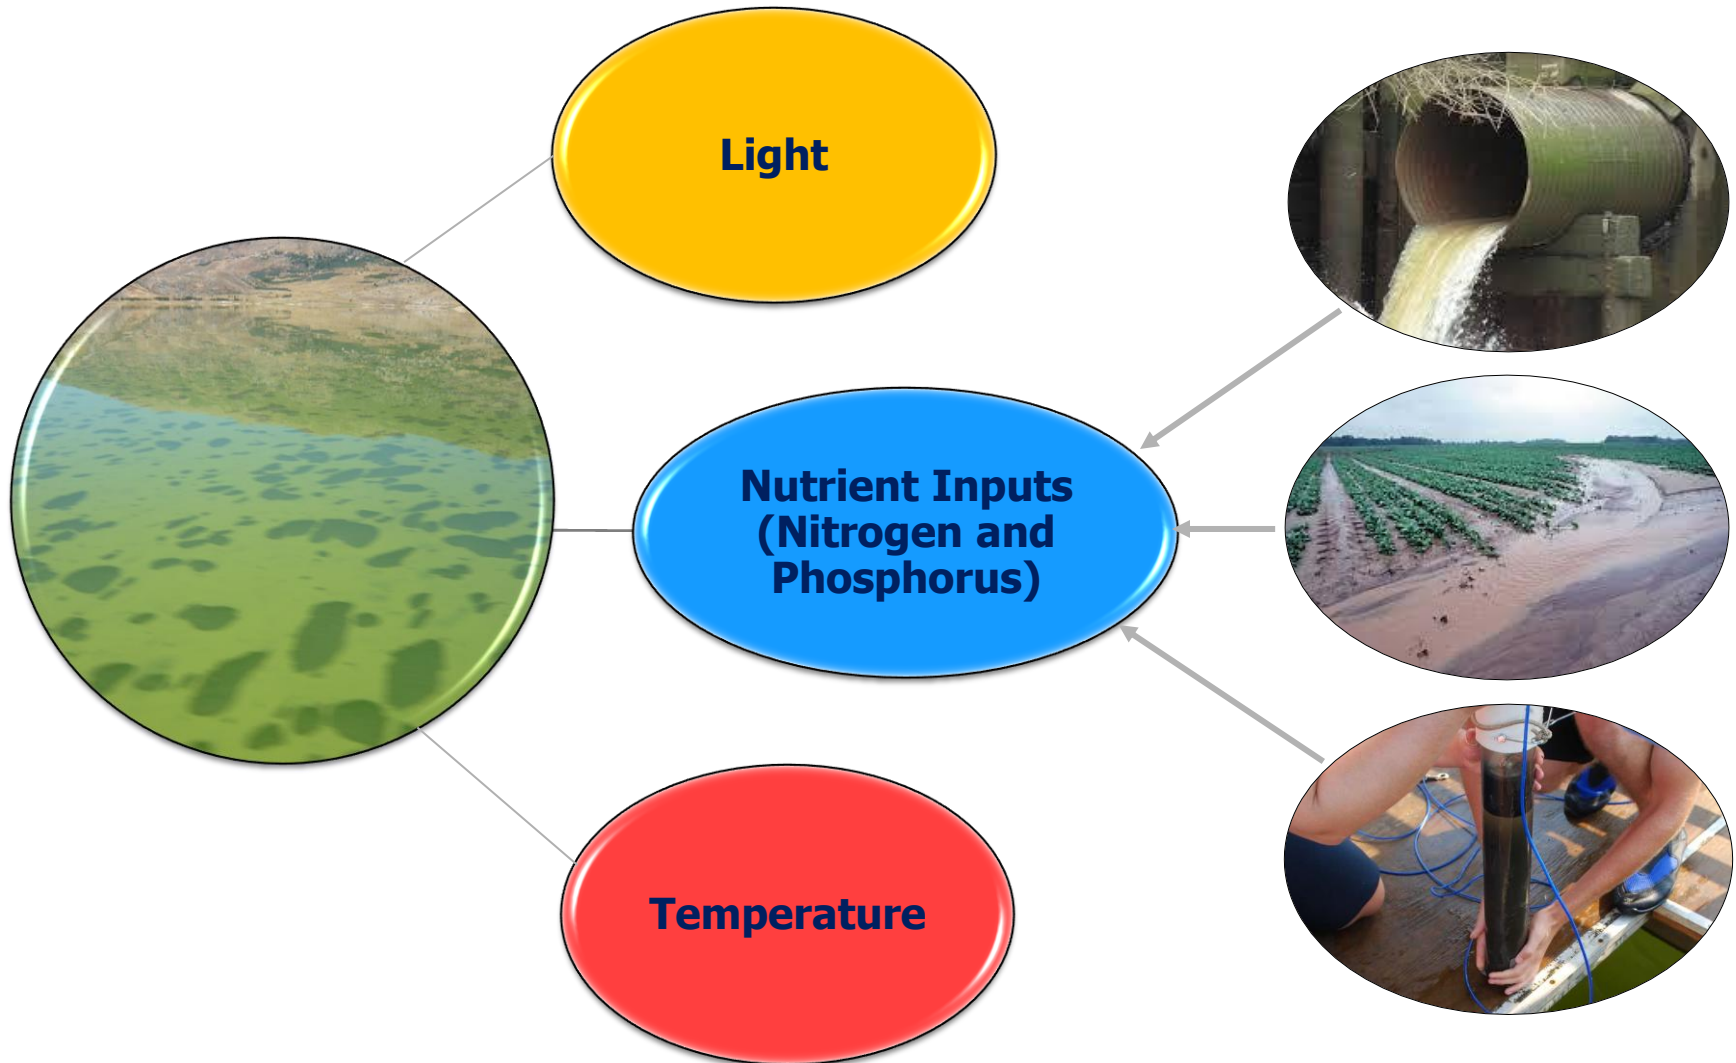 Light
Nutrient Inputs
(Nitrogen and
Phosphorus)
Temperature